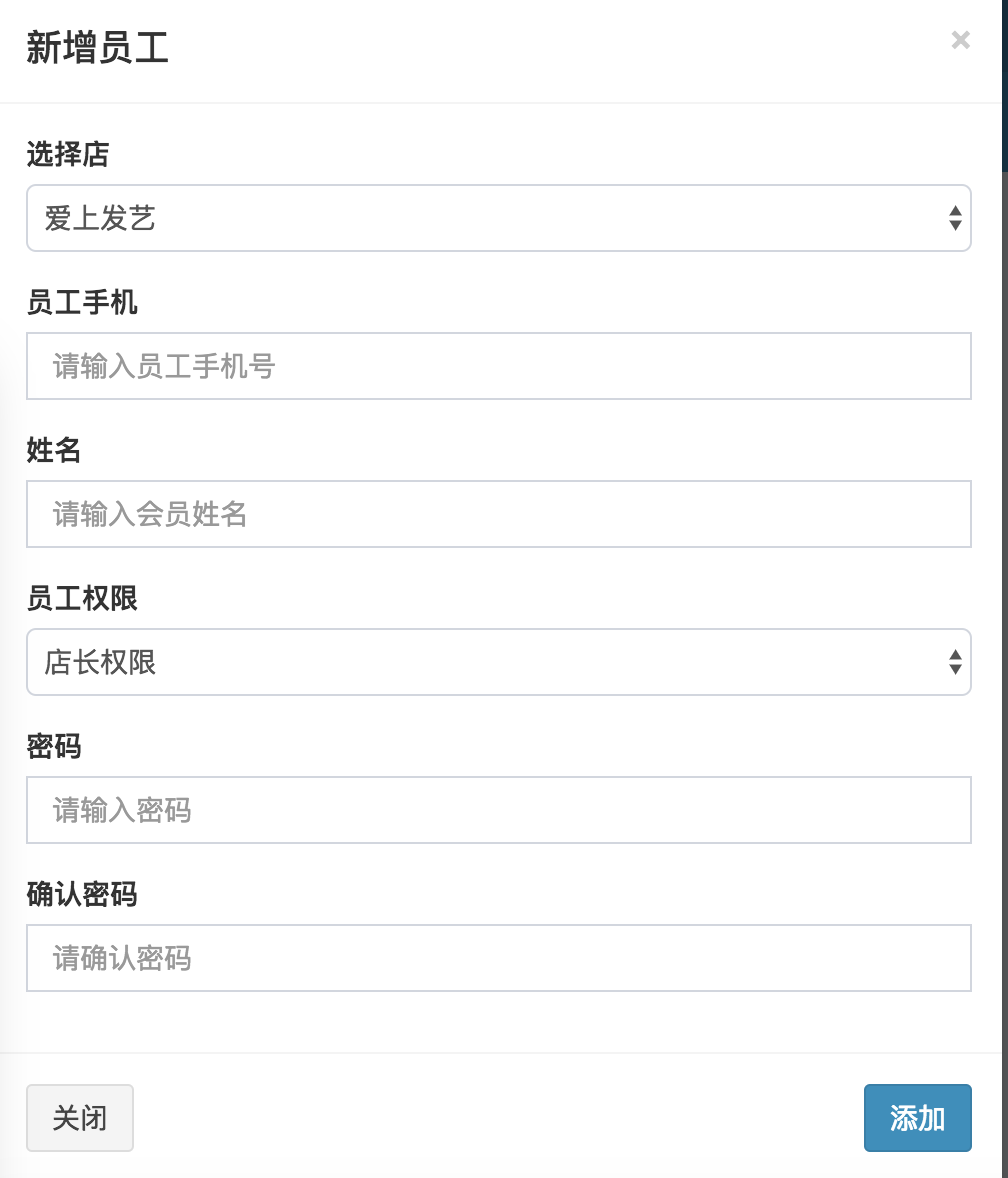 新增员工
×
选择店
爱上发艺
员工手机
请输入员工手机号
姓名
请输入会员姓名
员工权限
店长权限
密码
请输入密码
确认密码
请确认密码
关闭
添加